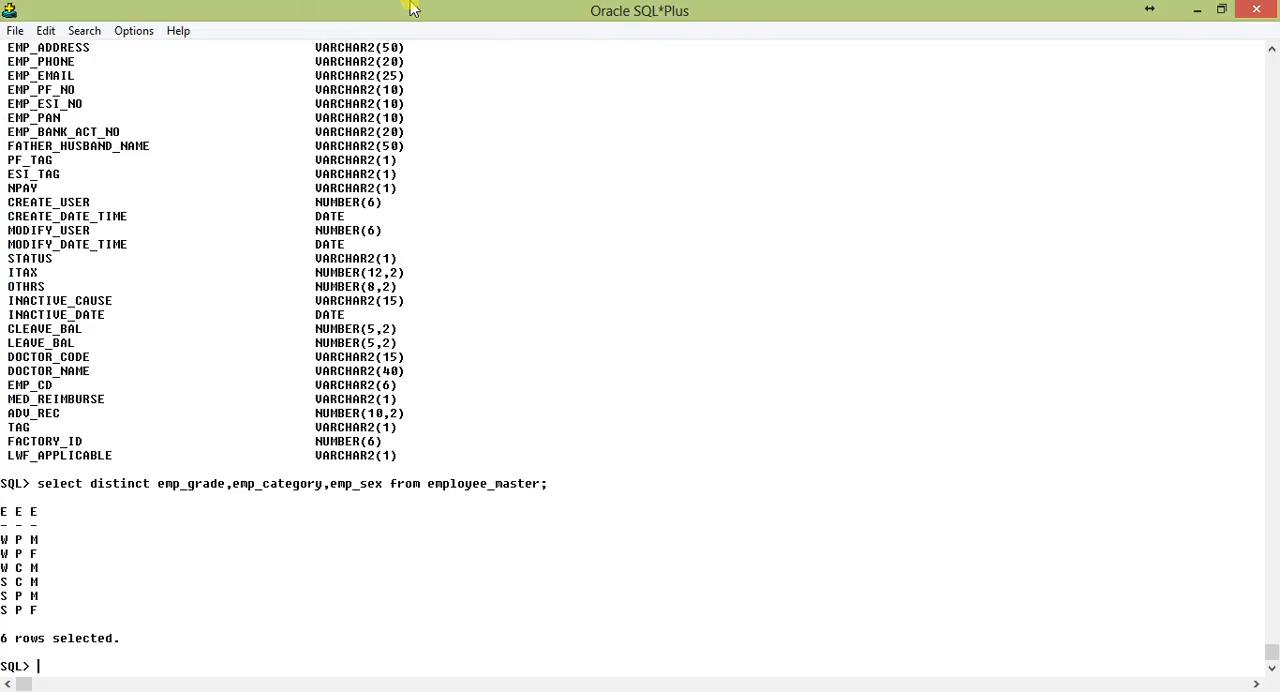 Oracle SQL*Plus
File Edit Search Options Help
EMP_ADDRESS VARCHAR2(50)
EMP_PHONE VARCHAR2(20)
EMP_EMAIL VARCHAR2(25)
EMP_PF_NO VARCHAR2(10)
EMP_ESI_NO VARCHAR2(10)
EMP_PAN VARCHAR2(10)
EMP_BANK_ACT_NO VARCHAR2(20)
FATHER_HUSBAND_NAME VARCHAR2(50)
PF_TAG VARCHAR2(1)
ESI_TAG VARCHAR2(1)
NPAY VARCHAR2(1)
CREATE_USER NUMBER(6)
CREATE_DATE_TIME DATE
MODIFY_USER NUMBER(6)
MODIFY_DATE_TIME DATE
STATUS VARCHAR2(1)
ITAX NUMBER(12,2)
OTHRS NUMBER(8,2)
INACTIVE_CAUSE VARCHAR2(15)
INACTIVE_DATE DATE
CLEAVE_BAL NUMBER(5,2)
LEAVE_BAL NUMBER(5,2)
DOCTOR_CODE VARCHAR2(15)
DOCTOR_NAME VARCHAR2(40)
EMP_CD VARCHAR2(6)
MED_REIMBURSE VARCHAR2(1)
ADV_REC NUMBER(10,2)
TAG VARCHAR2(1)
FACTORY_ID NUMBER(6)
LWF_APPLICABLE VARCHAR2(1)
SQL> select distinct emp_grade,emp_category,emp_sex from employee_master;
E E E
- - -
W P M
W P F
W C M
S C M
S P M
S P F
6 rows selected.
SQL>